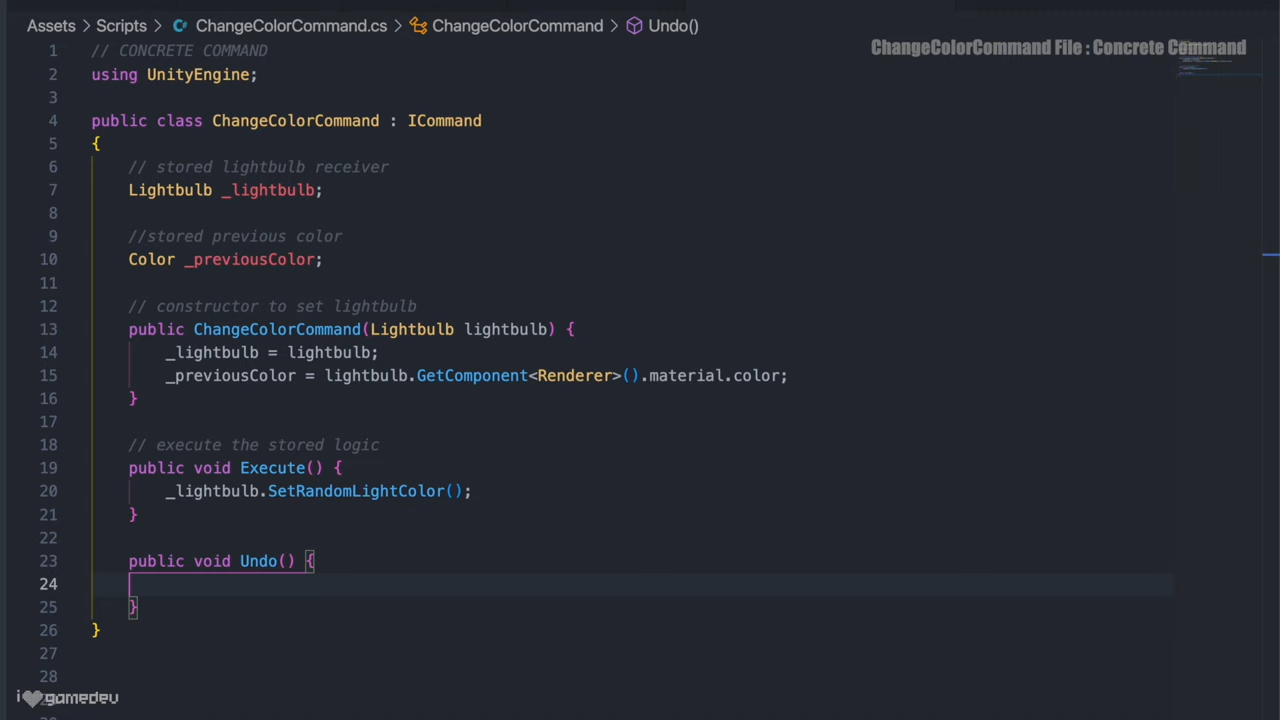 Assets > Scripts > C# ChangeColorCommand.cs > ChangeColorCommand > Undo()
ChangeColorCommand File : Concrete Command
1 // CONCRETE COMMAND
2 using UnityEngine;
3
4 public class ChangeColorCommand : ICommand
5 {
6 // stored lightbulb receiver
7 Lightbulb _lightbulb;
8
9 //stored previous color
10 Color _previousColor;
11
12 // constructor to set lightbulb
13 public ChangeColorCommand(Lightbulb lightbulb) {
14 _lightbulb = lightbulb;
15 _previousColor = lightbulb.GetComponent<Renderer>().material.color;
16 }
17
18 // execute the stored logic
19 public void Execute() {
20 _lightbulb.SetRandomLightColor();
21 }
22
23 public void Undo() {
24
25 }
26 }
27
28
i gamedev